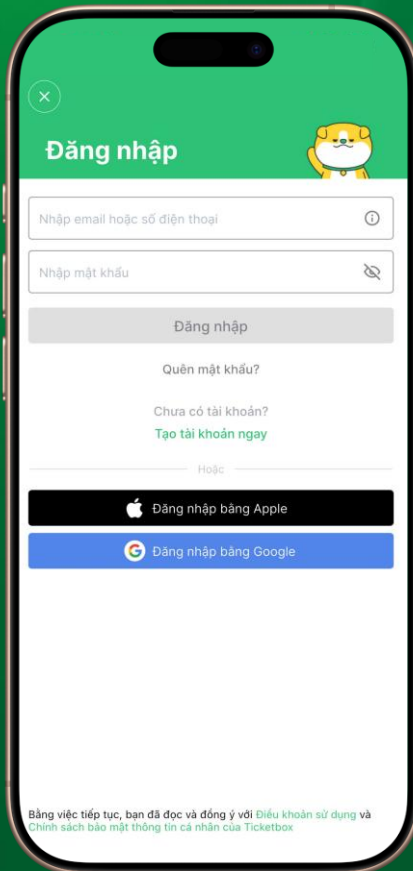 Đăng nhập
Nhập email hoặc số điện thoại
Nhập mật khẩu
Đăng nhập
Quên mật khẩu?
Chưa có tài khoản?
Tạo tài khoản ngay
Hoặc
Đăng nhập bằng Apple
Đăng nhập bằng Google
Bằng việc tiếp tục, bạn đã đọc và đồng ý với Điều khoản sử dụng và
Chính sách bảo mật thông tin cá nhân của Ticketbox